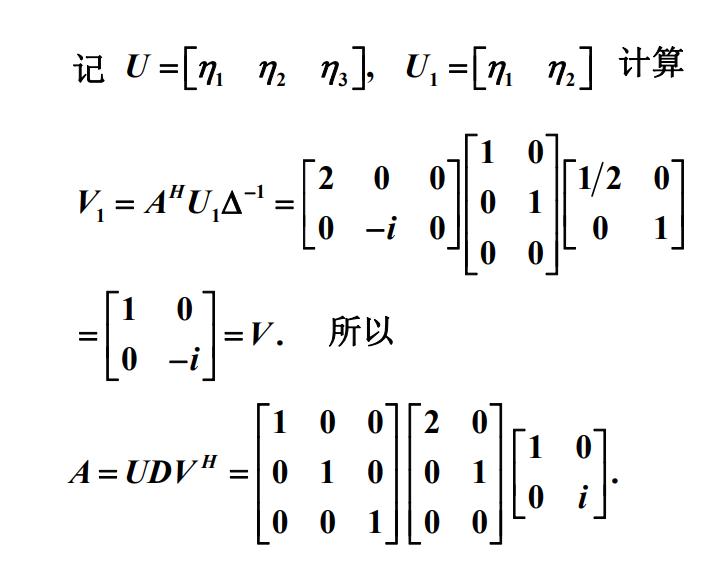 记 U = [η₁ η₂ η₃], U₁ = [η₁ η₂] 计算
V₁ = AᴴU₁Δ⁻¹ = [2 0 0; 0 −i 0] [1 0; 0 1; 0 0] [1/2 0; 0 1]
= [1 0; 0 −i] = V. 所以
A = UDVᴴ = [1 0 0; 0 1 0; 0 0 1] [2 0; 0 1; 0 0] [1 0; 0 i].